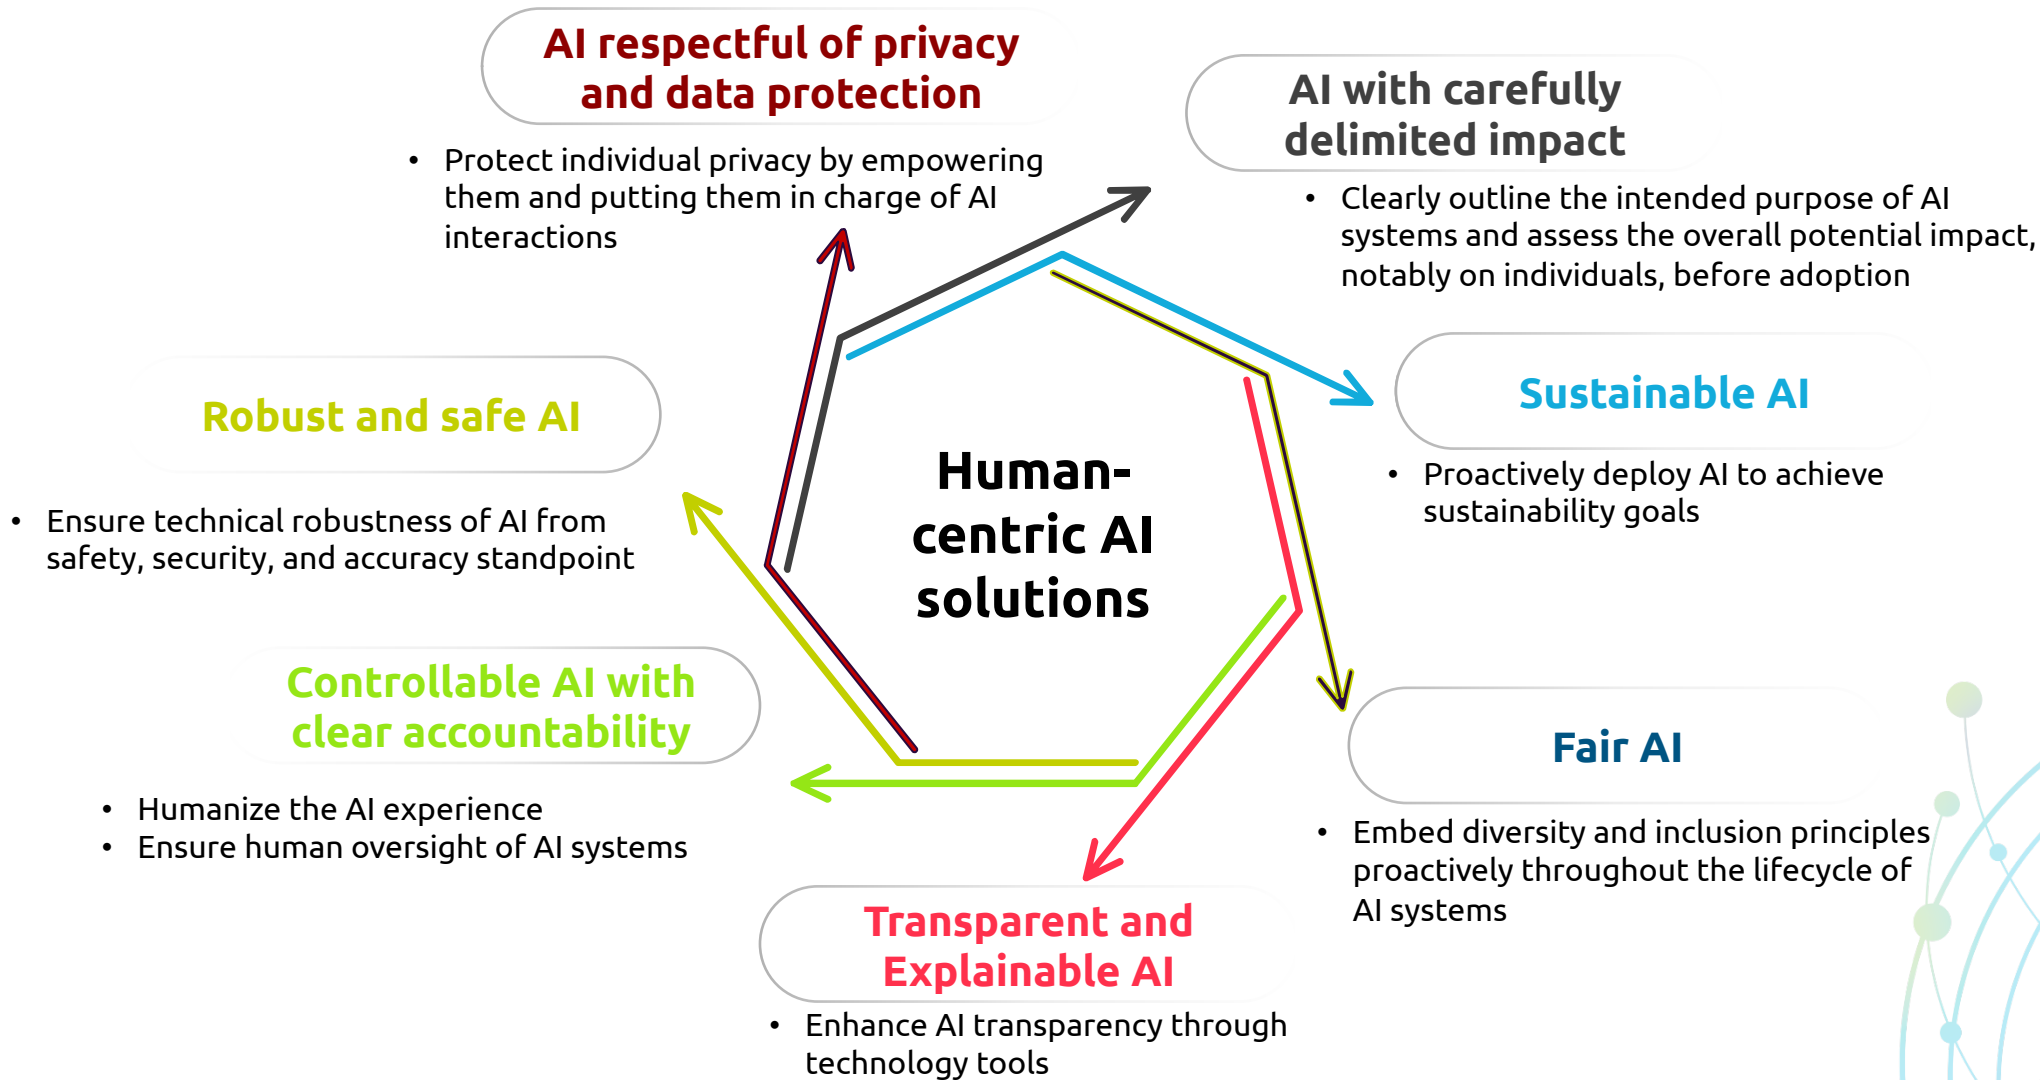 AI respectful of privacy
and data protection
• Protect individual privacy by empowering
them and putting them in charge of AI
interactions
AI with carefully
delimited impact
• Clearly outline the intended purpose of AI
systems and assess the overall potential impact,
notably on individuals, before adoption
Sustainable AI
• Proactively deploy AI to achieve
sustainability goals
Fair AI
• Embed diversity and inclusion principles
proactively throughout the lifecycle of
AI systems
Transparent and
Explainable AI
• Enhance AI transparency through
technology tools
Controllable AI with
clear accountability
• Humanize the AI experience
• Ensure human oversight of AI systems
Robust and safe AI
• Ensure technical robustness of AI from
safety, security, and accuracy standpoint
Human-
centric AI
solutions